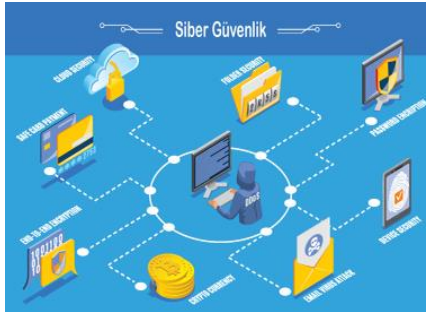 Siber Güvenlik
CLOUD SECURITY
FOLDER SECURITY
PASSWORD ENCRYPTION
SAFE CARD PAYMENT
DDOS
DEVICE SECURITY
END-TO-END ENCRYPTION
CRYPTO CURRENCY
EMAIL VIRUS ATTACK